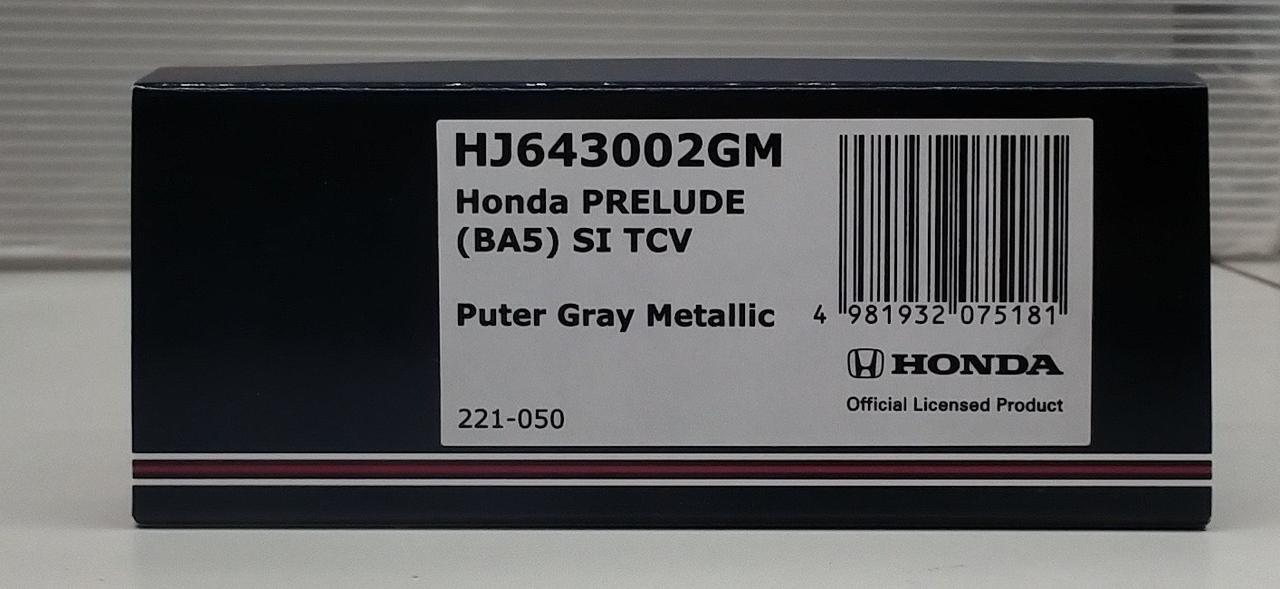 HJ643002GM
Honda PRELUDE
(BA5) SI TCV
Puter Gray Metallic
4 981932 075181
HONDA
Official Licensed Product
221-050